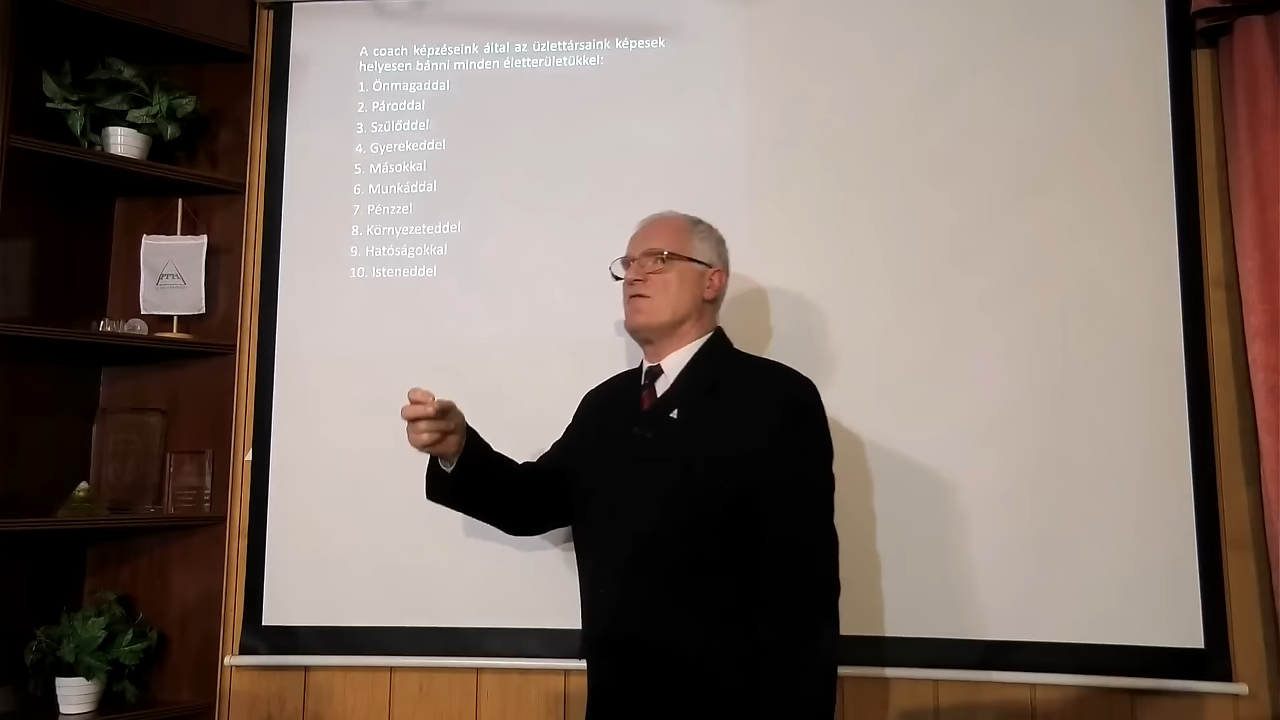 A coach képzéseink által az üzlettársaink képesek
helyesen bánni minden életterületükkel:
1. Önmagaddal
2. Pároddal
3. Szülőddel
4. Gyerekeddel
5. Másokkal
6. Munkáddal
7. Pénzzel
8. Környezeteddel
9. Hatóságokkal
10. Isteneddel